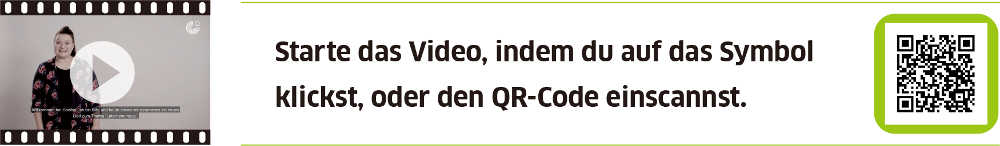 Willkommen bei Goethe. Ich bin Bilbi und heute lernen wir zusammen ein neues
Lied zum Thema "Laternenumzug".
Starte das Video, indem du auf das Symbol
klickst, oder den QR-Code einscannst.